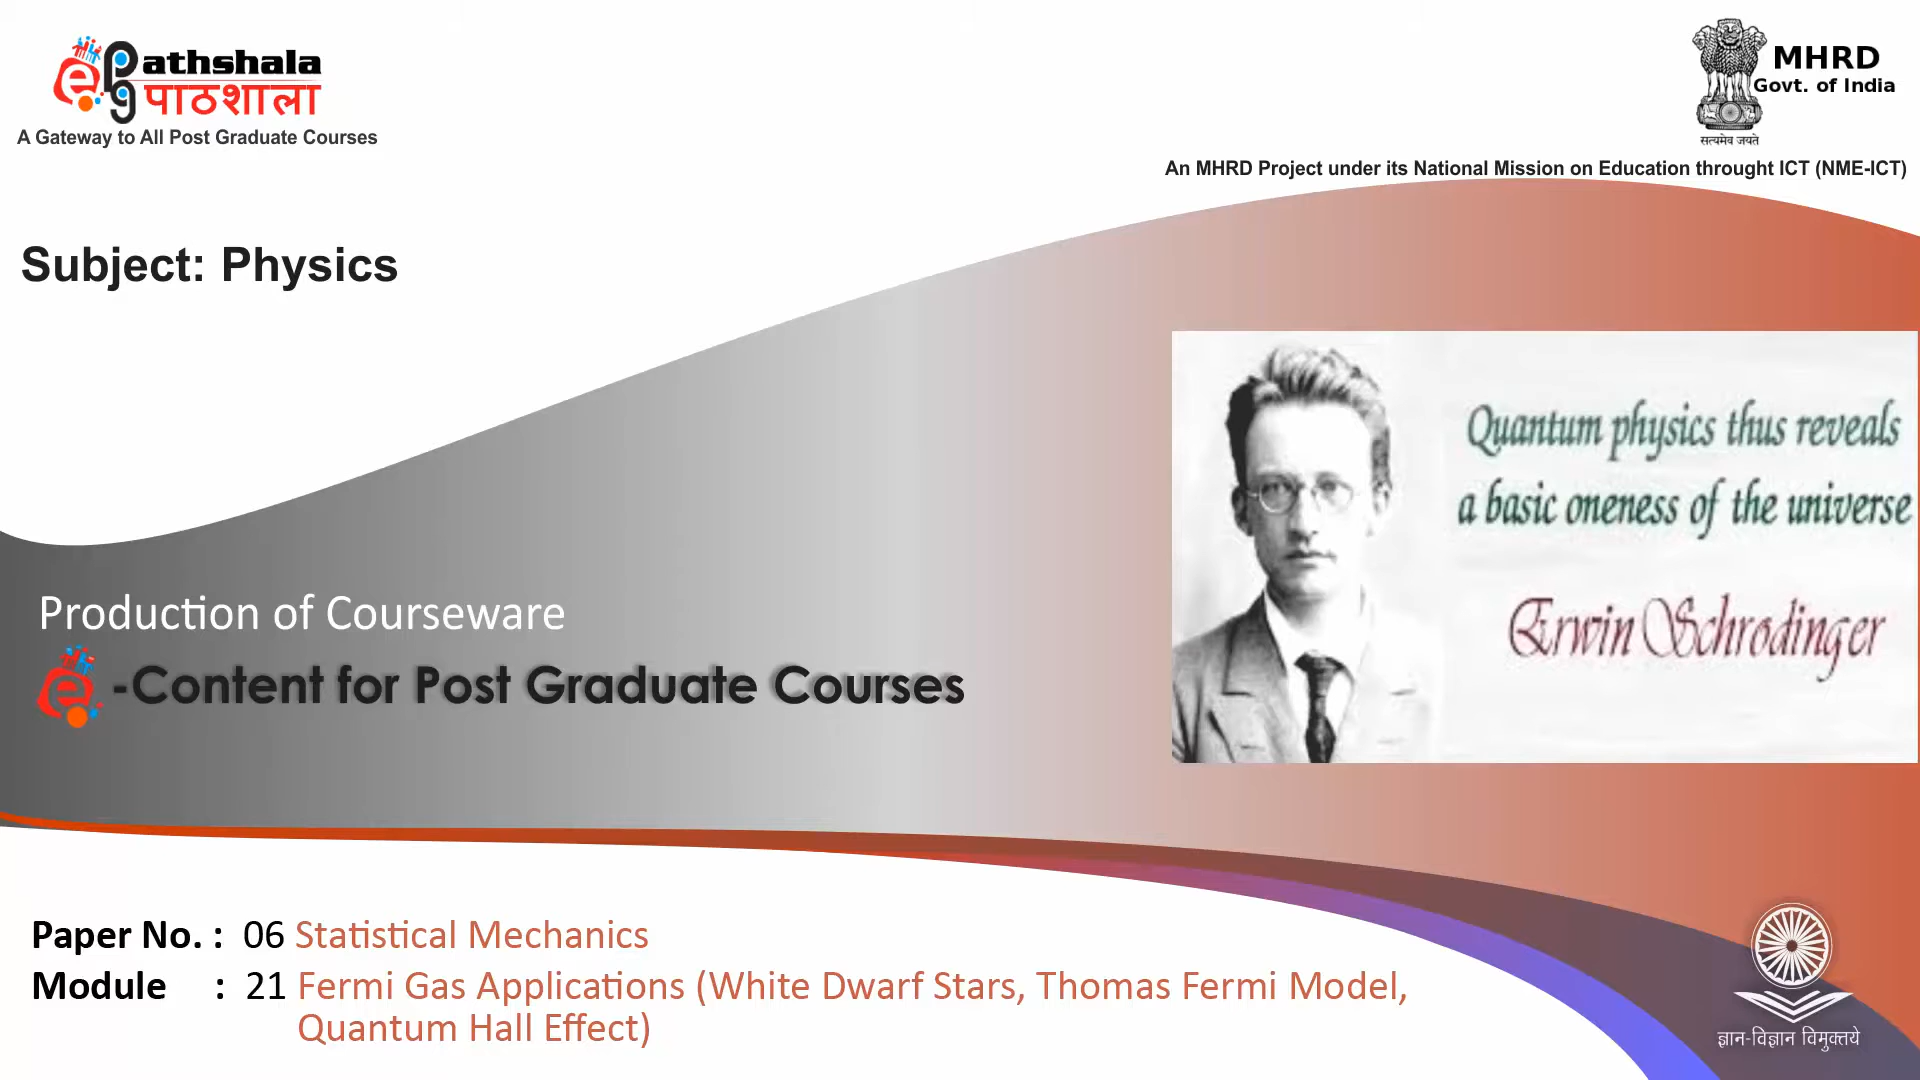 ePG athshala
पाठशाला
A Gateway to All Post Graduate Courses
MHRD
Govt. of India
सत्यमेव जयते
An MHRD Project under its National Mission on Education throught ICT (NME-ICT)
Subject: Physics
Quantum physics thus reveals
a basic oneness of the universe
Erwin Schrodinger
Production of Courseware
e-Content for Post Graduate Courses
Paper No. : 06 Statistical Mechanics
Module : 21 Fermi Gas Applications (White Dwarf Stars, Thomas Fermi Model,
Quantum Hall Effect)
ज्ञान-विज्ञान विमुक्तये